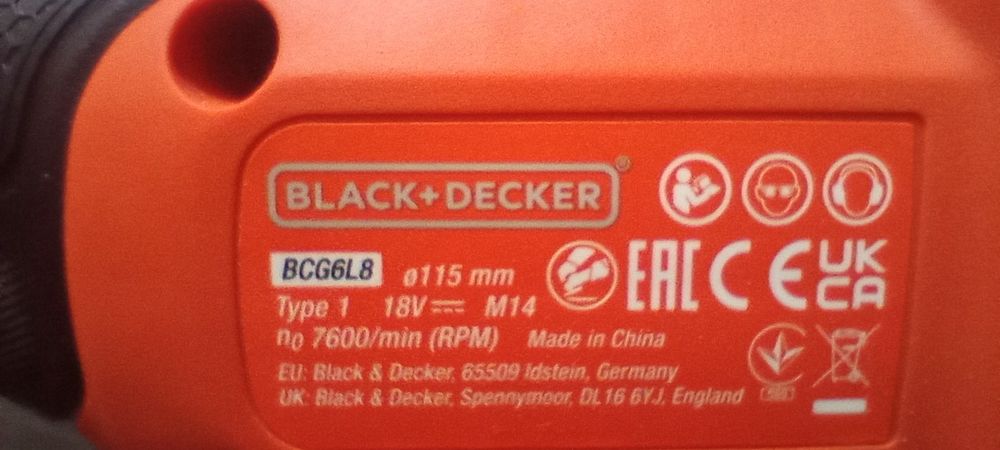 BLACK+DECKER®
BCG6L8 ø115 mm
Type 1 18V M14
n₀ 7600/min (RPM) Made in China
EU: Black & Decker, 65509 Idstein, Germany
UK: Black & Decker, Spennymoor, DL16 6YJ, England
EAC CE UK
CA